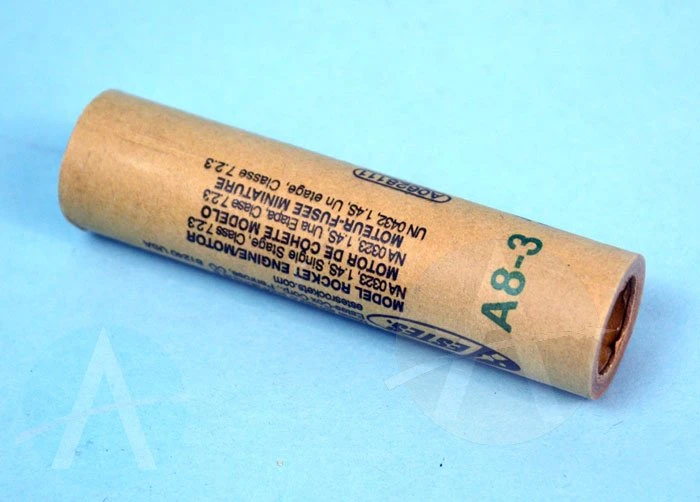 A8-3
ESTES
estesrockets.com
MODEL ROCKET ENGINE/MOTOR
NA 0323, 1.4S, Single Stage, Class 7.2.3
MOTOR DE COHETE MODELO
NA 0323, 1.4S, Una Etapa, Clase 7.2.3
MOTEUR-FUSEE MINIATURE
UN 0432, 1.4S, Un etage, Classe 7.2.3
A0628111